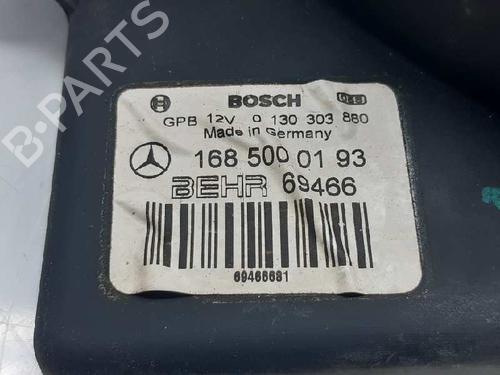 BOSCH
GPB 12V 0 130 303 880
Made in Germany
168 500 01 93
BEHR 69466
69466681
B-PARTS